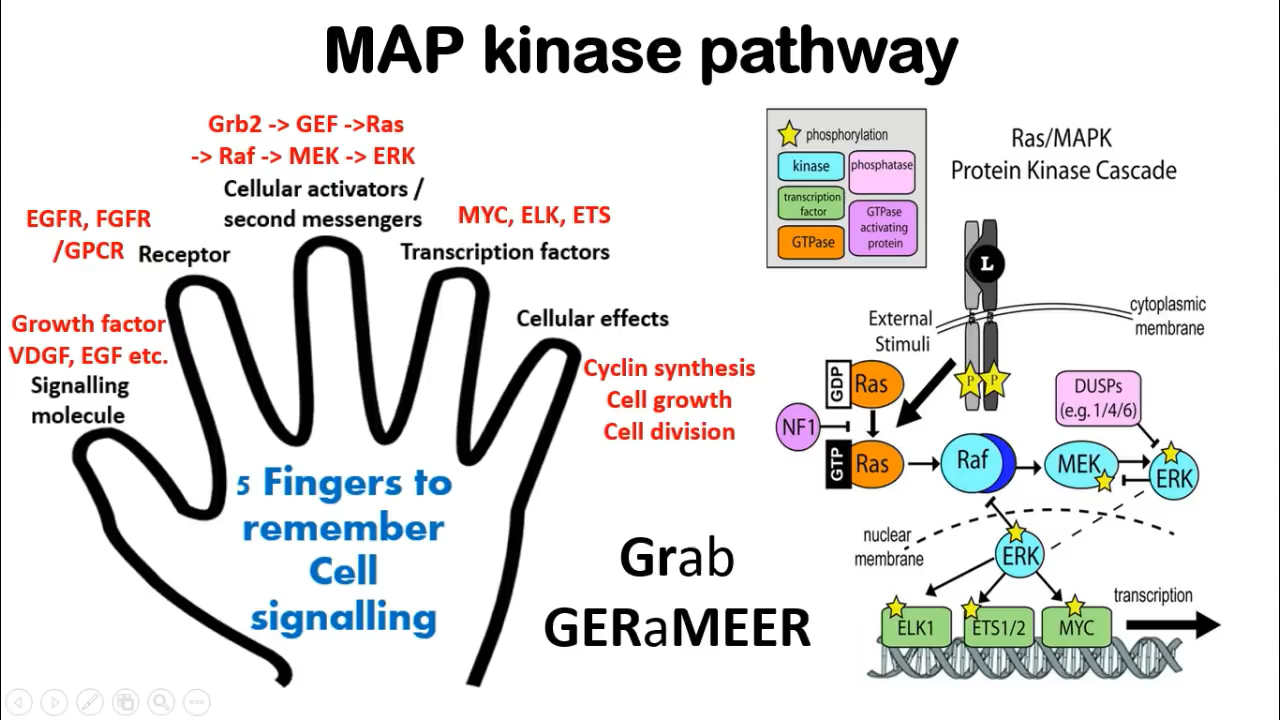 MAP kinase pathway
Grb2 -> GEF ->Ras
-> Raf -> MEK -> ERK
Cellular activators /
second messengers
EGFR, FGFR
/GPCR
Receptor
MYC, ELK, ETS
Transcription factors
Growth factor
VDGF, EGF etc.
Signalling
molecule
Cellular effects
Cyclin synthesis
Cell growth
Cell division
5 Fingers to
remember
Cell
signalling
Grab
GERaMEER
phosphorylation
kinase
phosphatase
transcription
factor
GTPase
activating
protein
GTPase
Ras/MAPK
Protein Kinase Cascade
L
cytoplasmic
membrane
External
Stimuli
P
P
GDP
Ras
DUSPs
(e.g.1/4/6)
NF1
GTP
Ras
Raf
MEK
ERK
nuclear
membrane
ERK
transcription
ELK1
ETS1/2
MYC